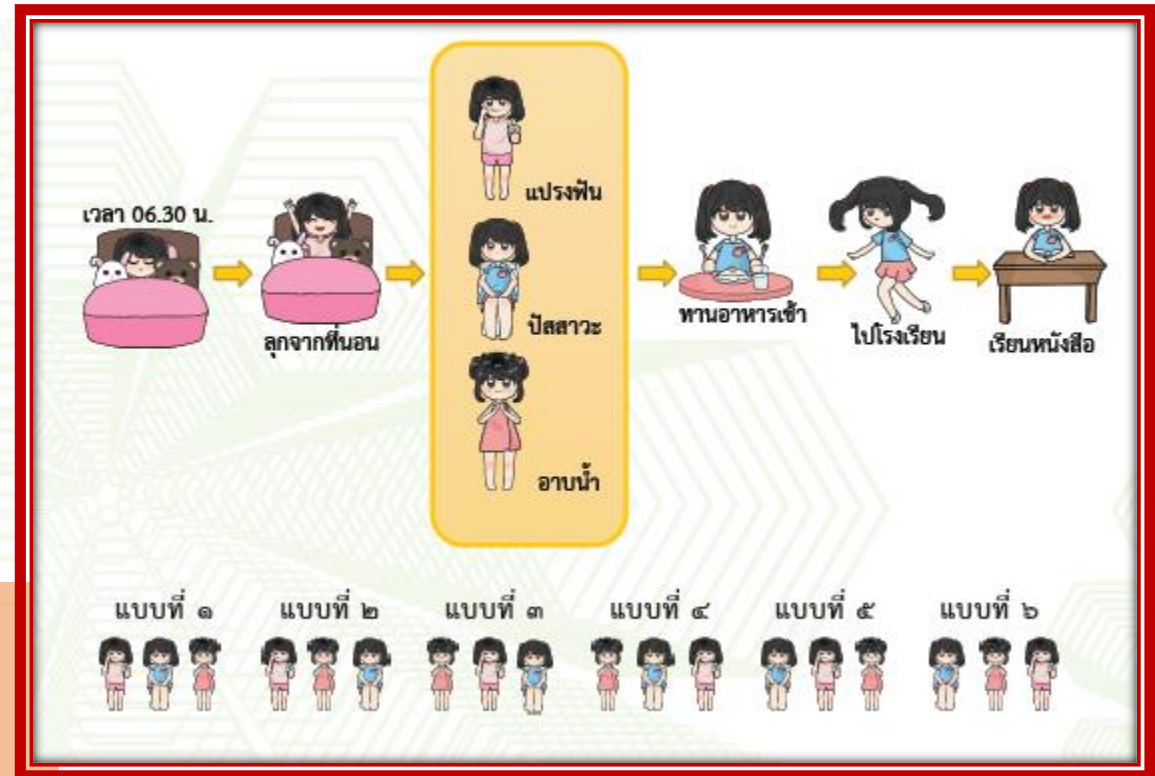 เวลา 06.30 น.
ลุกจากที่นอน
แปรงฟัน
ปัสสาวะ
อาบน้ำ
ทานอาหารเช้า
ไปโรงเรียน
เรียนหนังสือ
แบบที่ ๑ แบบที่ ๒ แบบที่ ๓ แบบที่ ๔ แบบที่ ๕ แบบที่ ๖